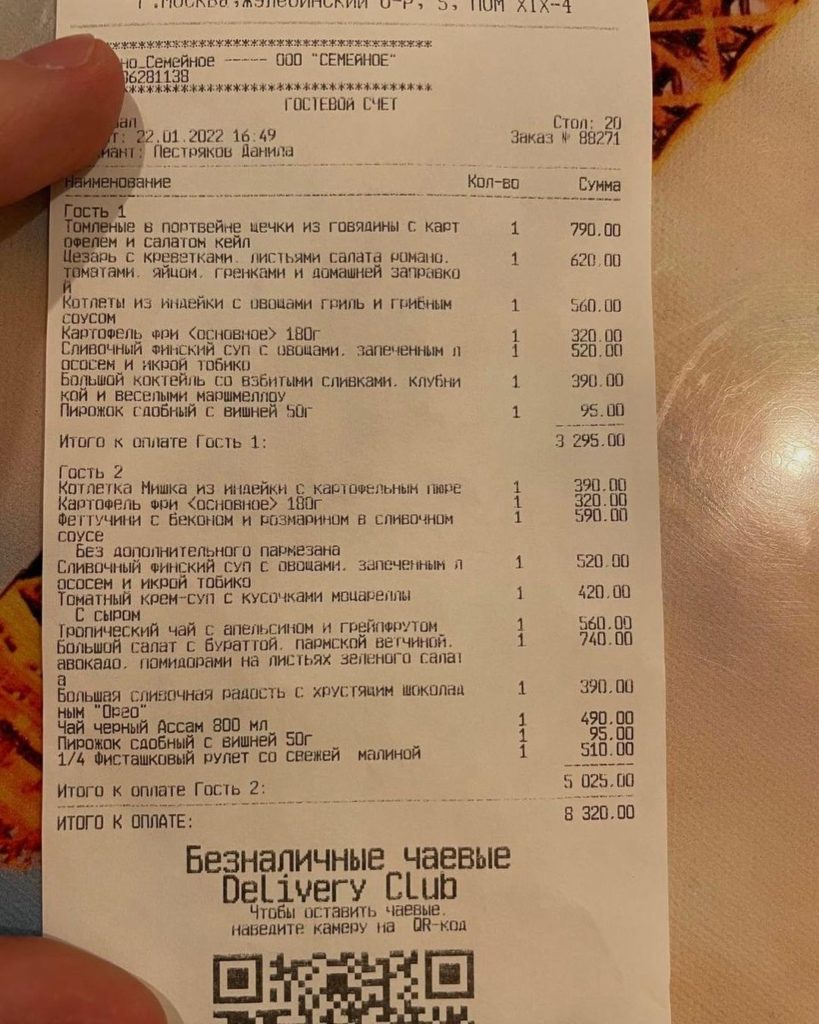 Г.МОСКВА,ЖУЛЕБИНСКИЙ Б-Р, 5, ПОМ XIX-4
******************************************
но_Семейное ----- ООО "СЕМЕЙНОЕ"
06281138
******************************************
ГОСТЕВОЙ СЧЕТ
Стол: 20
22.01.2022 16:49 Заказ № 88271
Пестряков Данила
Наименование Кол-во Сумма
Гость 1
Томленые в портвейне щечки из говядины с карт 1 790.00
офелем и салатом кейл
Цезарь с креветками, листьями салата романо, 1 620.00
томатами, яйцом, гренками и домашней заправко
й
Котлеты из индейки с овощами гриль и грибным 1 560.00
соусом
Картофель фри <основное> 180г 1 320.00
Сливочный финский суп с овощами, запеченным л 1 520.00
ососем и икрой тобико
Большой коктейль со взбитыми сливками, клубни 1 390.00
кой и веселыми маршмеллоу
Пирожок сдобный с вишней 50г 1 95.00
Итого к оплате Гость 1: 3 295.00
Гость 2
Котлетка Мишка из индейки с картофельным пюре 1 390.00
Картофель фри <основное> 180г 1 320.00
Феттучини с беконом и розмарином в сливочном 1 590.00
соусе
Без дополнительного пармезана
Сливочный финский суп с овощами, запеченным л 1 520.00
ососем и икрой тобико
Томатный крем-суп с кусочками моцареллы 1 420.00
С сыром
Тропический чай с апельсином и грейпфрутом 1 560.00
Большой салат с бураттой, пармской ветчиной, 1 740.00
авокадо, помидорами на листьях зеленого салат
а
Большая сливочная радость с хрустящим шоколад 1 390.00
ным "Орео"
Чай черный Ассам 800 мл 1 490.00
Пирожок сдобный с вишней 50г 1 95.00
1/4 Фисташковый рулет со свежей малиной 1 510.00
Итого к оплате Гость 2: 5 025.00
ИТОГО К ОПЛАТЕ: 8 320.00
Безналичные чаевые
Delivery Club
Чтобы оставить чаевые,
наведите камеру на QR-код